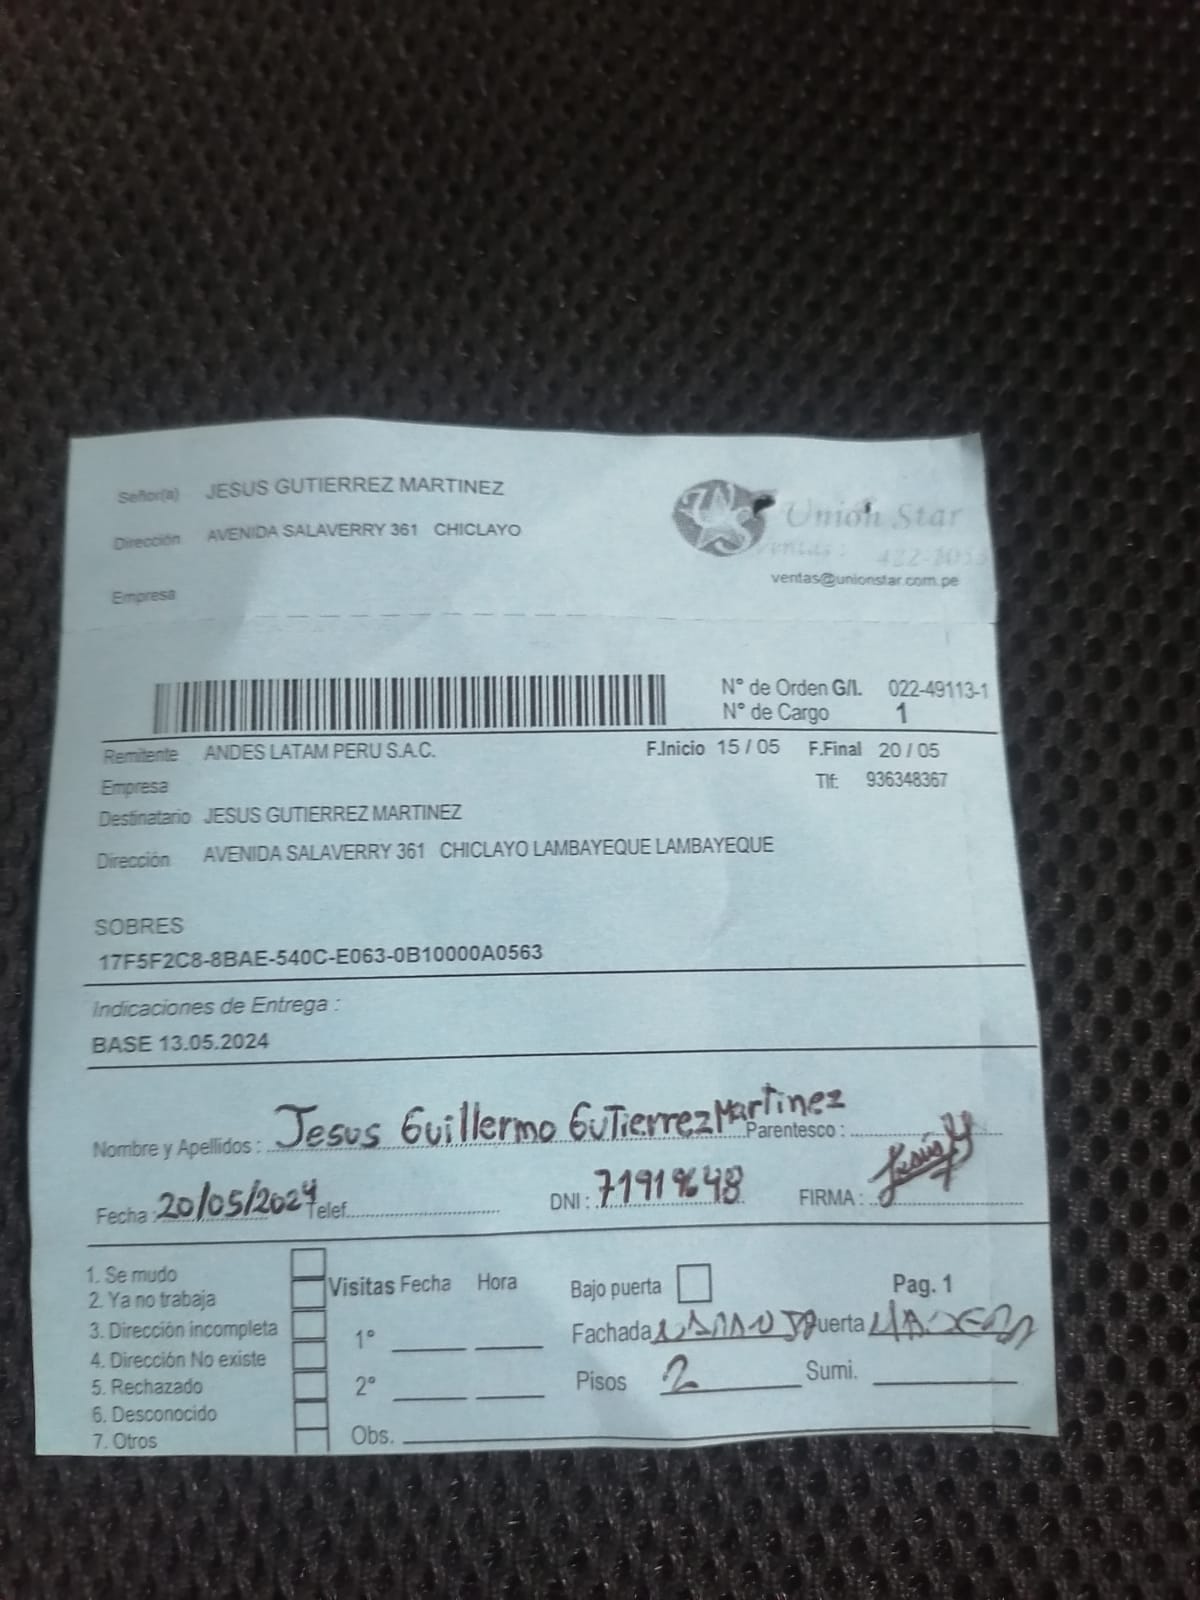 Señor(a) JESUS GUTIERREZ MARTINEZ
Dirección AVENIDA SALAVERRY 361 CHICLAYO
Empresa
Union Star
ventas : 422-
ventas@unionstar.com.pe
N° de Orden G/I. 022-49113-1
N° de Cargo 1
Remitente ANDES LATAM PERU S.A.C. F.Inicio 15 / 05 F.Final 20 / 05
Empresa Tlf: 936348367
Destinatario JESUS GUTIERREZ MARTINEZ
Dirección AVENIDA SALAVERRY 361 CHICLAYO LAMBAYEQUE LAMBAYEQUE
SOBRES
17F5F2C8-8BAE-540C-E063-0B10000A0563
Indicaciones de Entrega :
BASE 13.05.2024
Nombre y Apellidos : Jesus Guillermo GuTierrez Martinez Parentesco :
Fecha : 20/05/2024 Telef. DNI : 71919648 FIRMA :
1. Se mudo
2. Ya no trabaja
3. Dirección incompleta
4. Dirección No existe
5. Rechazado
6. Desconocido
7. Otros
Visitas Fecha Hora
1°
2°
Obs.
Bajo puerta Pag. 1
Fachada Puerta
Pisos 2 Sumi.